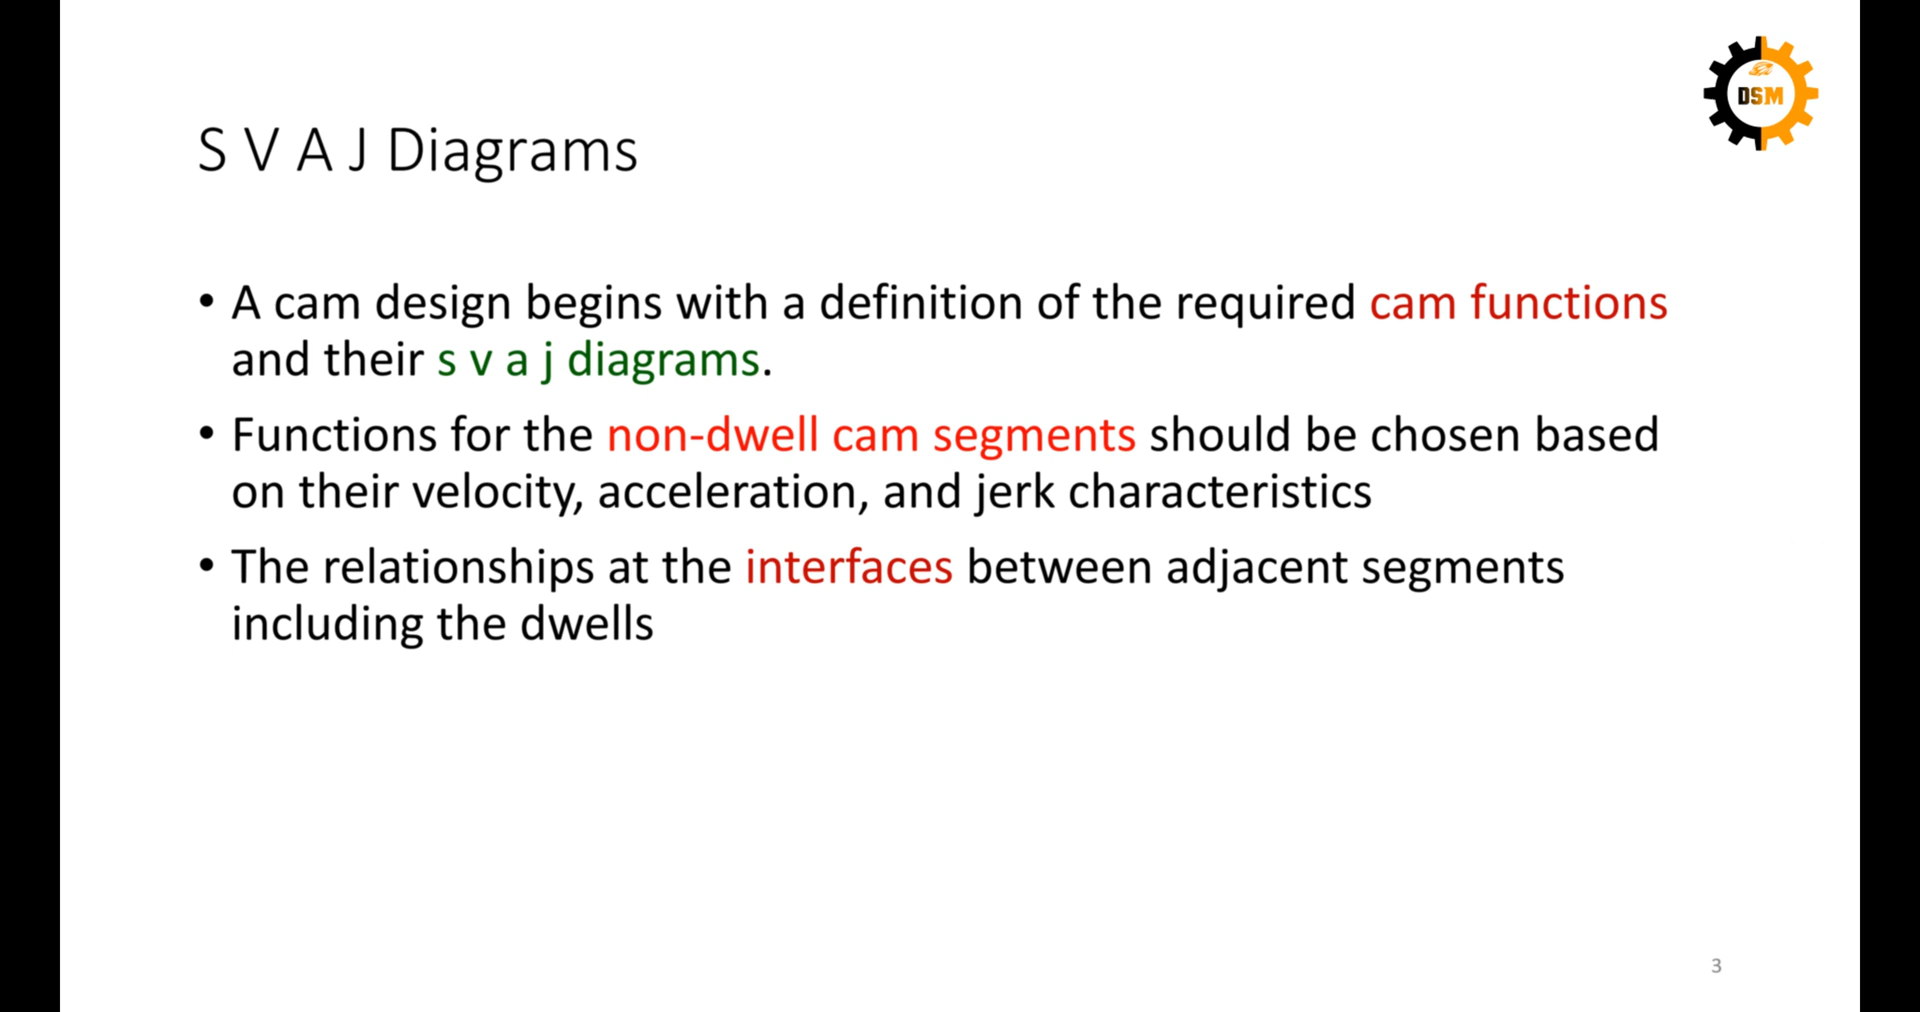 DSM
S V A J Diagrams
• A cam design begins with a definition of the required cam functions
and their s v a j diagrams.
• Functions for the non-dwell cam segments should be chosen based
on their velocity, acceleration, and jerk characteristics
• The relationships at the interfaces between adjacent segments
including the dwells
3